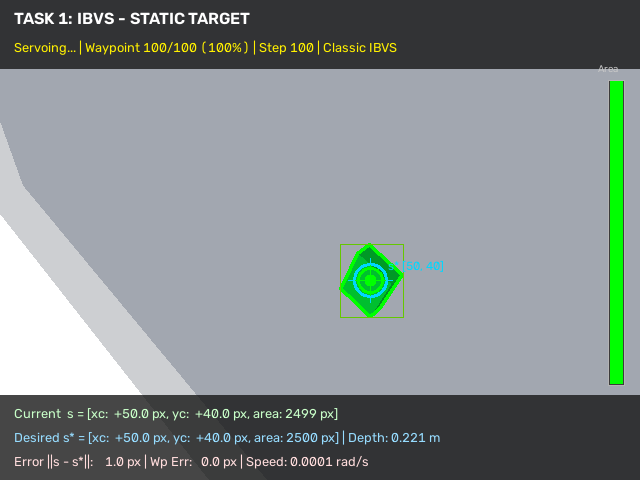 TASK 1: IBVS - STATIC TARGET
Servoing... | Waypoint 100/100 (100%) | Step 100 | Classic IBVS
Area
50, 40]
Current s = [xc: +50.0 px, yc: +40.0 px, area: 2499 px]
Desired s* = [xc: +50.0 px, yc: +40.0 px, area: 2500 px] | Depth: 0.221 m
Error ||s - s*||: 1.0 px | Wp Err: 0.0 px | Speed: 0.0001 rad/s